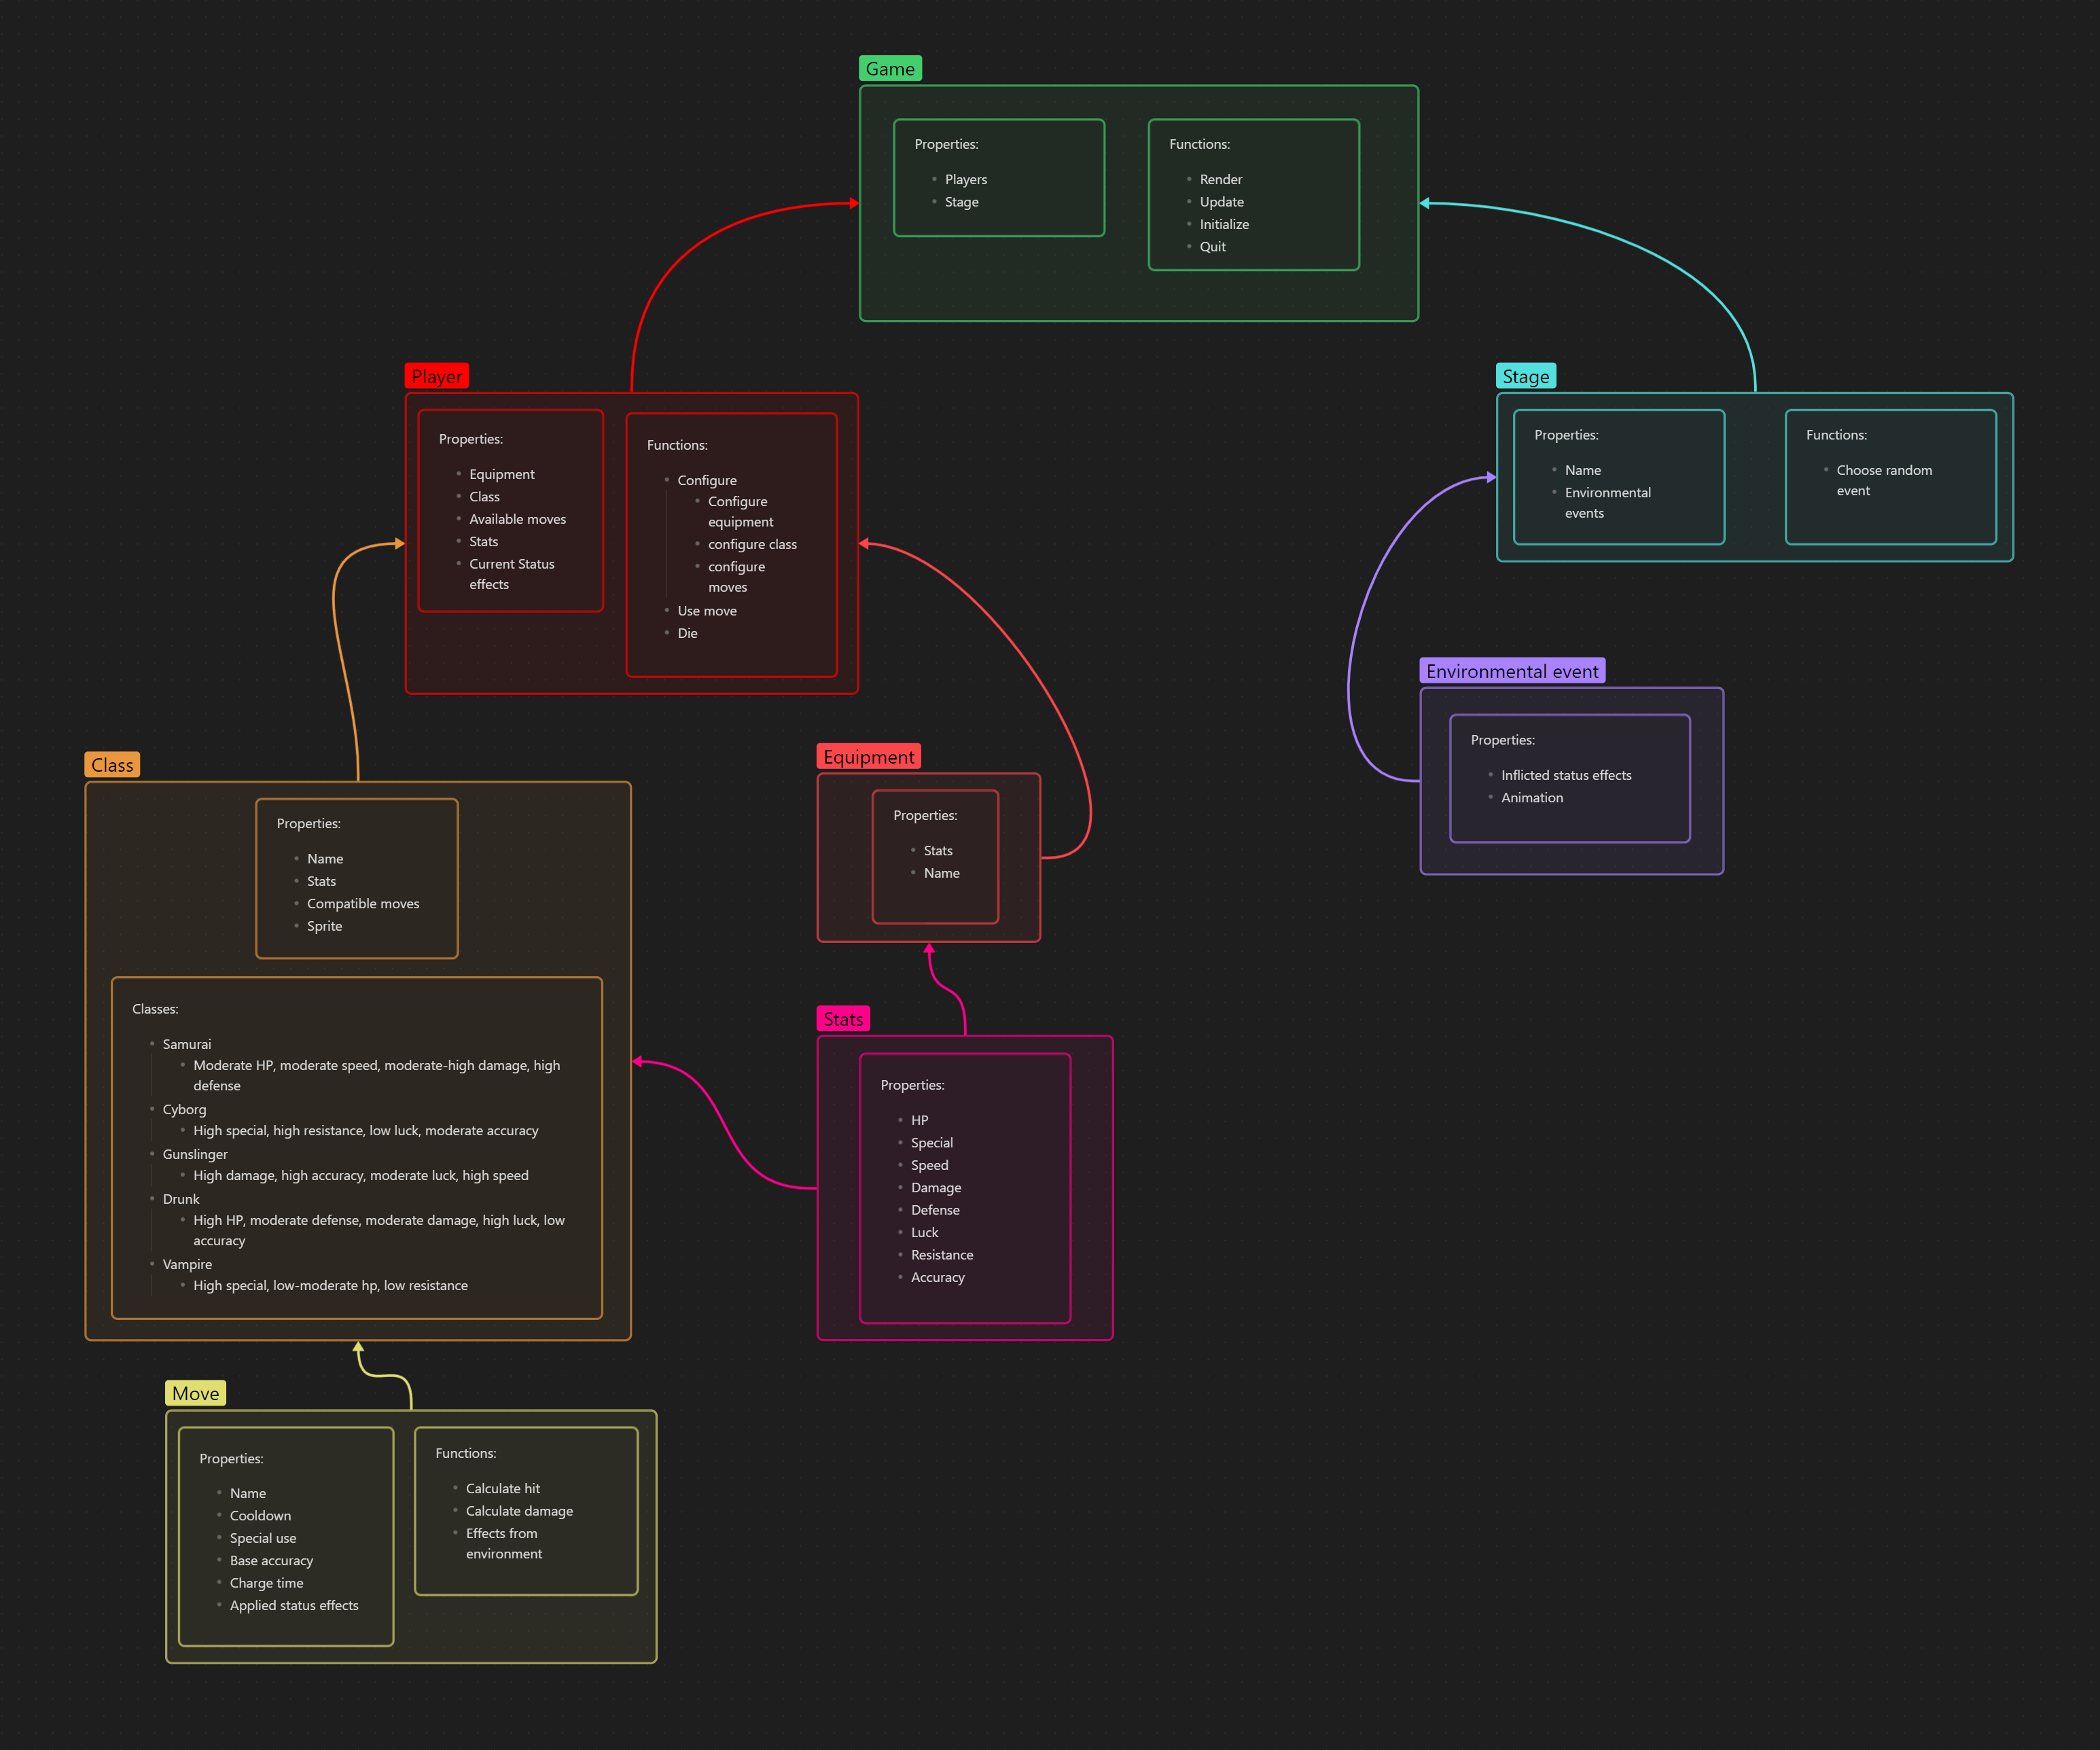 Game
Properties:
Players
Stage
Functions:
Render
Update
Initialize
Quit
Player
Properties:
Equipment
Class
Available moves
Stats
Current Status
effects
Functions:
Configure
Configure
equipment
configure class
configure
moves
Use move
Die
Stage
Properties:
Name
Environmental
events
Functions:
Choose random
event
Environmental event
Properties:
Inflicted status effects
Animation
Class
Properties:
Name
Stats
Compatible moves
Sprite
Classes:
Samurai
Moderate HP, moderate speed, moderate-high damage, high
defense
Cyborg
High special, high resistance, low luck, moderate accuracy
Gunslinger
High damage, high accuracy, moderate luck, high speed
Drunk
High HP, moderate defense, moderate damage, high luck, low
accuracy
Vampire
High special, low-moderate hp, low resistance
Equipment
Properties:
Stats
Name
Stats
Properties:
HP
Special
Speed
Damage
Defense
Luck
Resistance
Accuracy
Move
Properties:
Name
Cooldown
Special use
Base accuracy
Charge time
Applied status effects
Functions:
Calculate hit
Calculate damage
Effects from
environment